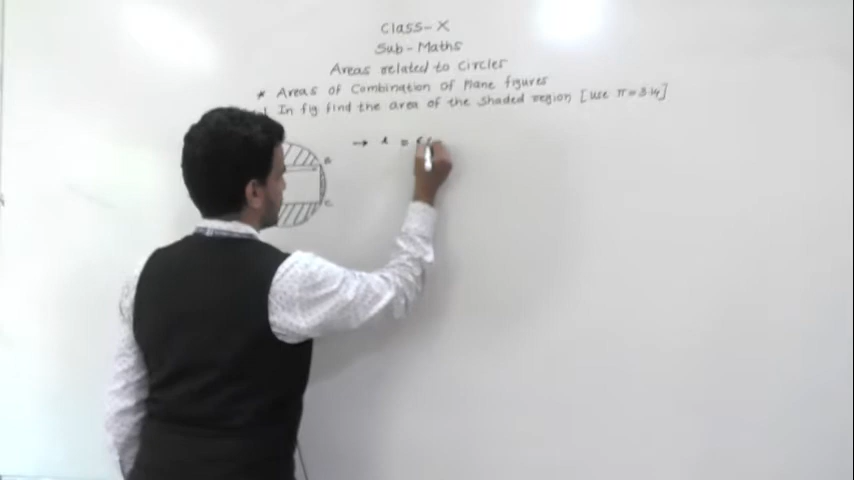 Class-X
Sub-Maths
Areas related to Circles
* Areas of Combination of Plane figures
In fig find the area of the shaded region [use π=3.14]
→
B
C